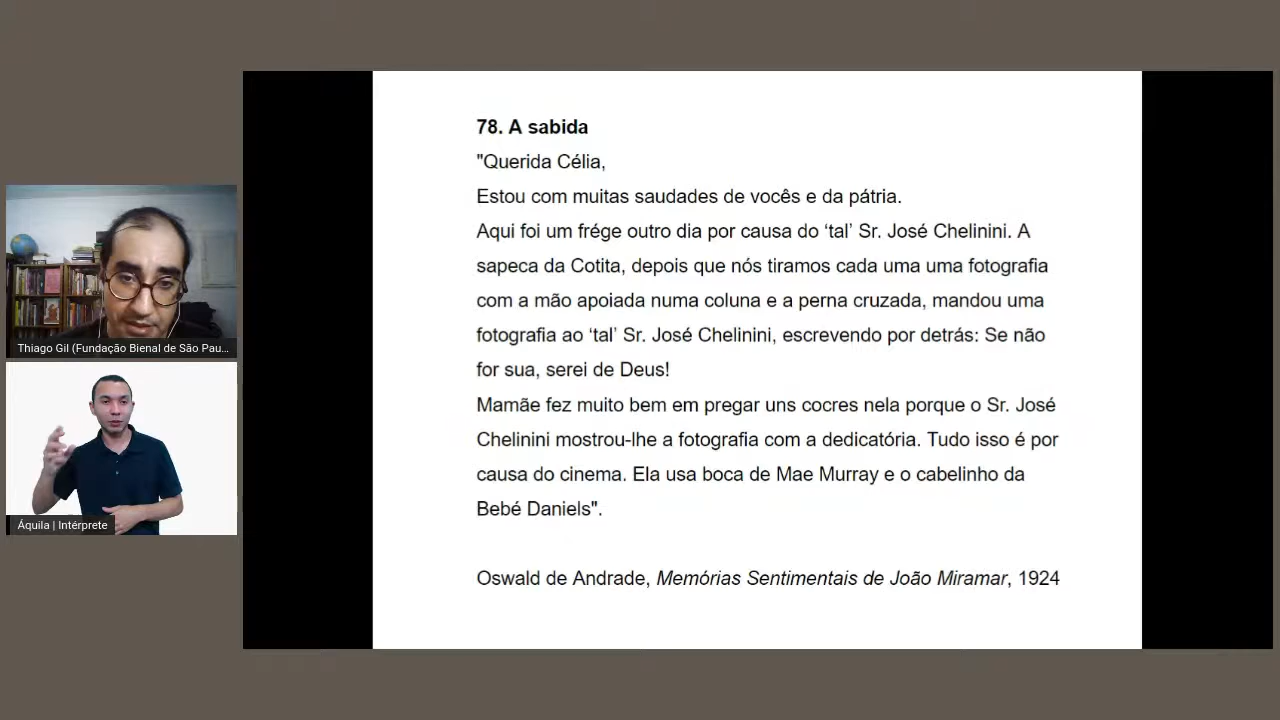 78. A sabida
"Querida Célia,
Estou com muitas saudades de vocês e da pátria.
Aqui foi um frége outro dia por causa do ‘tal’ Sr. José Chelinini. A
sapeca da Cotita, depois que nós tiramos cada uma uma fotografia
com a mão apoiada numa coluna e a perna cruzada, mandou uma
fotografia ao ‘tal’ Sr. José Chelinini, escrevendo por detrás: Se não
for sua, serei de Deus!
Mamãe fez muito bem em pregar uns cocres nela porque o Sr. José
Chelinini mostrou-lhe a fotografia com a dedicatória. Tudo isso é por
causa do cinema. Ela usa boca de Mae Murray e o cabelinho da
Bebé Daniels".
Oswald de Andrade, Memórias Sentimentais de João Miramar, 1924
Thiago Gil (Fundação Bienal de São Pau...
Áquila | Intérprete